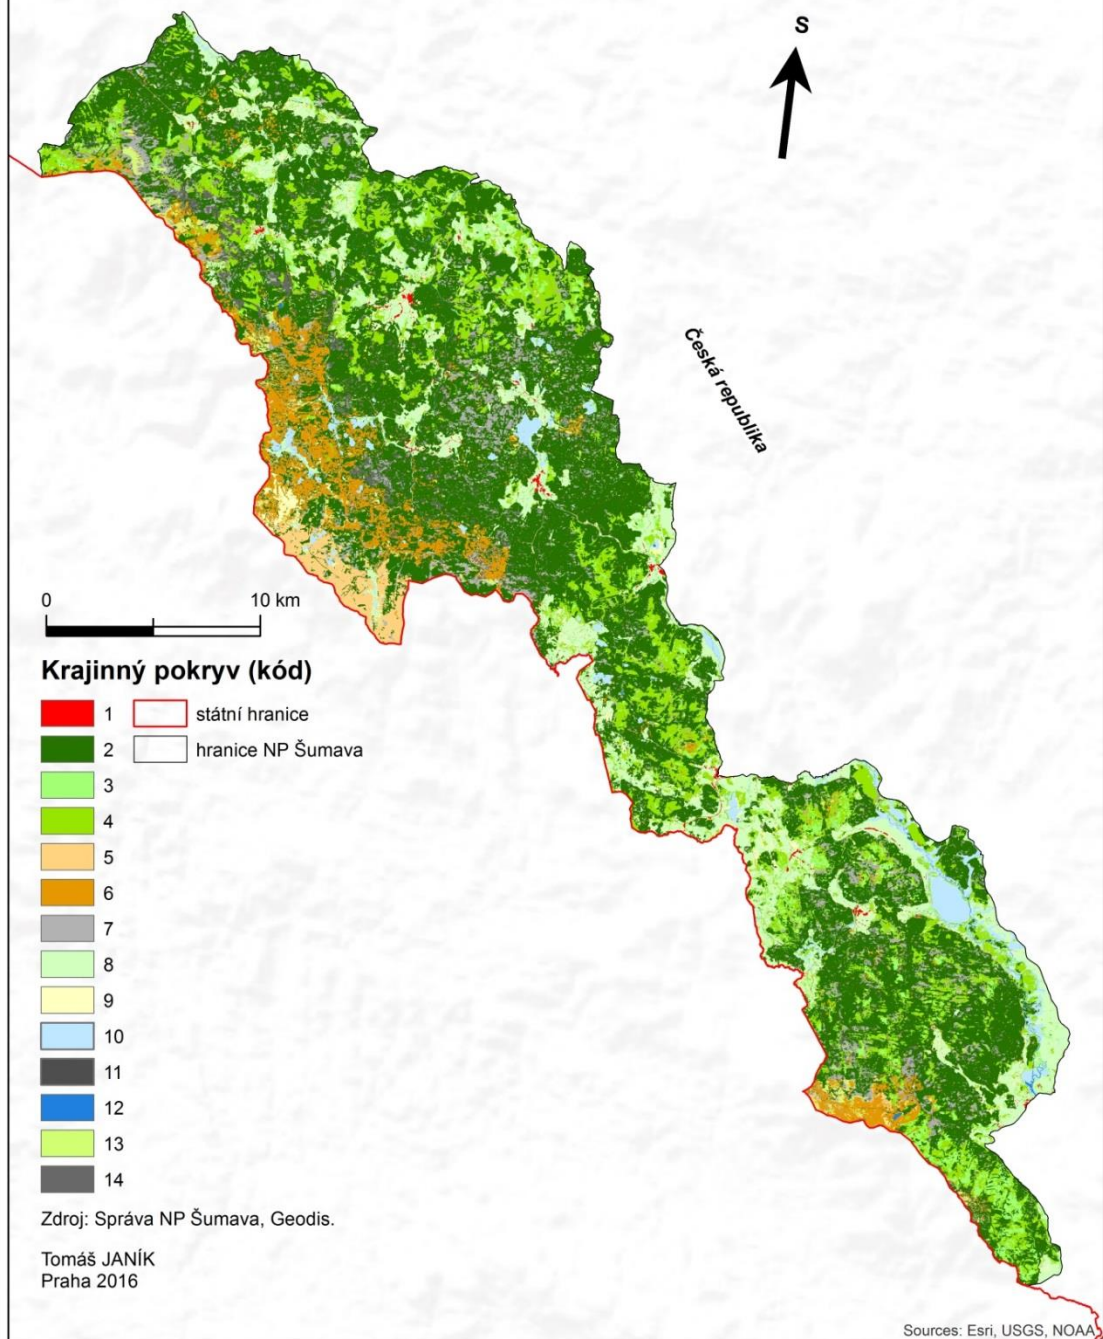 S
Česká republika
0 10 km
Krajinný pokryv (kód)
1 státní hranice
2 hranice NP Šumava
3
4
5
6
7
8
9
10
11
12
13
14
Zdroj: Správa NP Šumava, Geodis.
Tomáš JANÍK
Praha 2016
Sources: Esri, USGS, NOAA